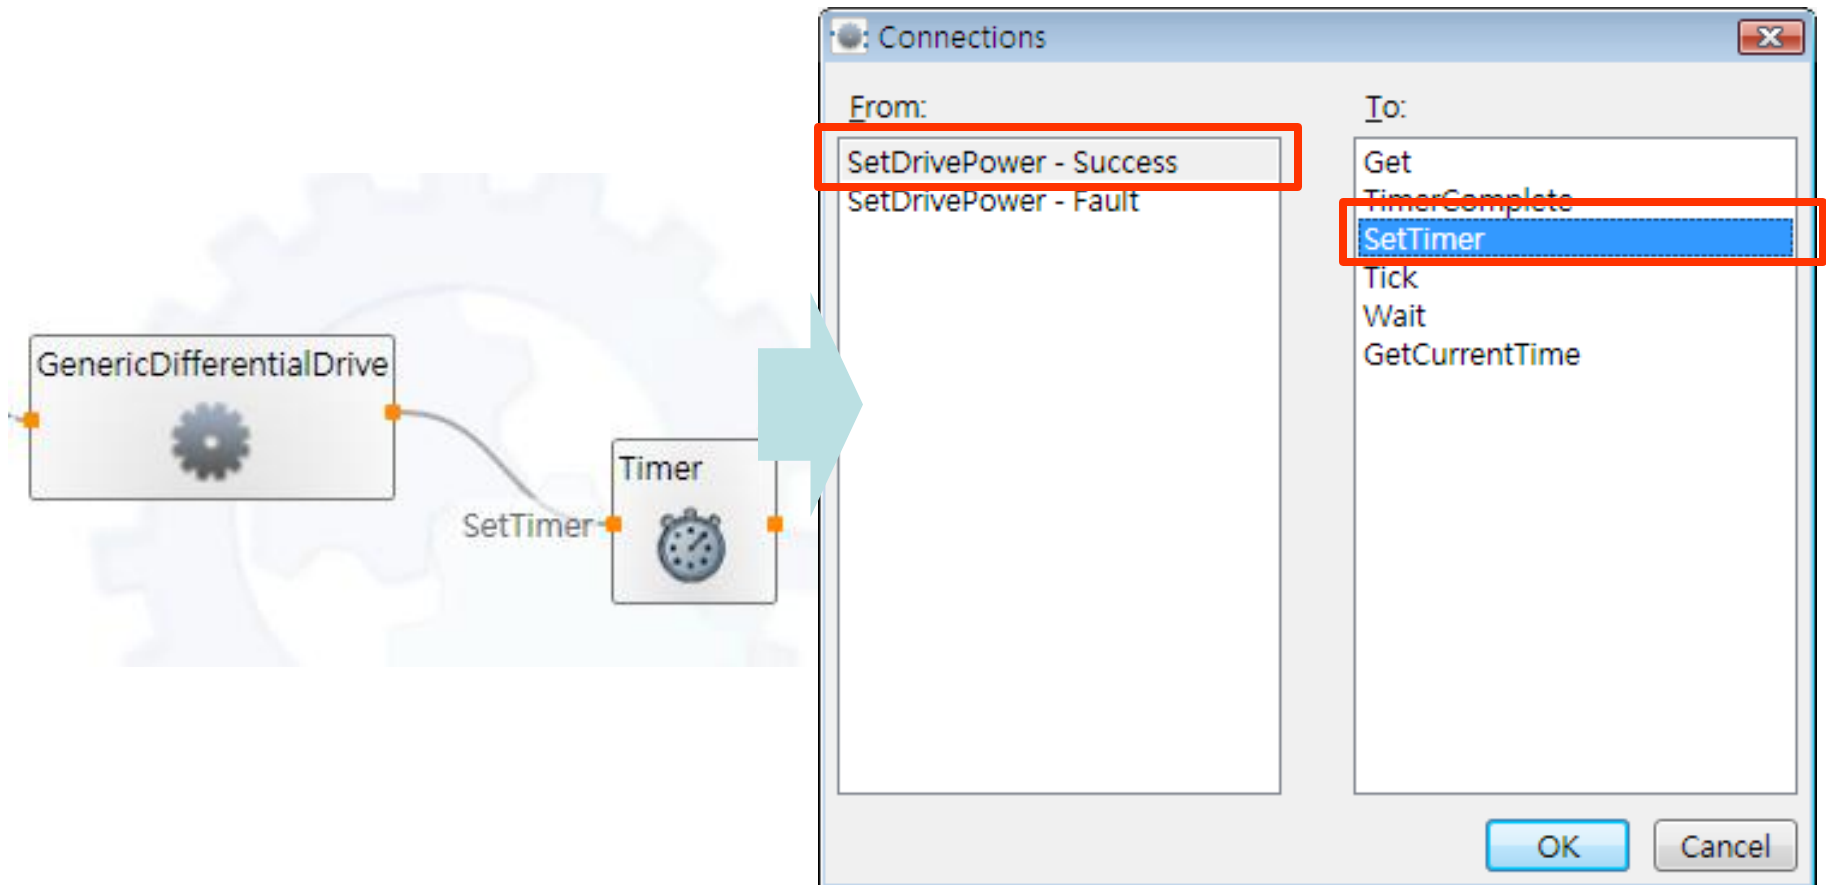 GenericDifferentialDrive
SetTimer
Timer
Connections
From:
SetDrivePower - Success
SetDrivePower - Fault
To:
Get
TimerComplete
SetTimer
Tick
Wait
GetCurrentTime
OK
Cancel